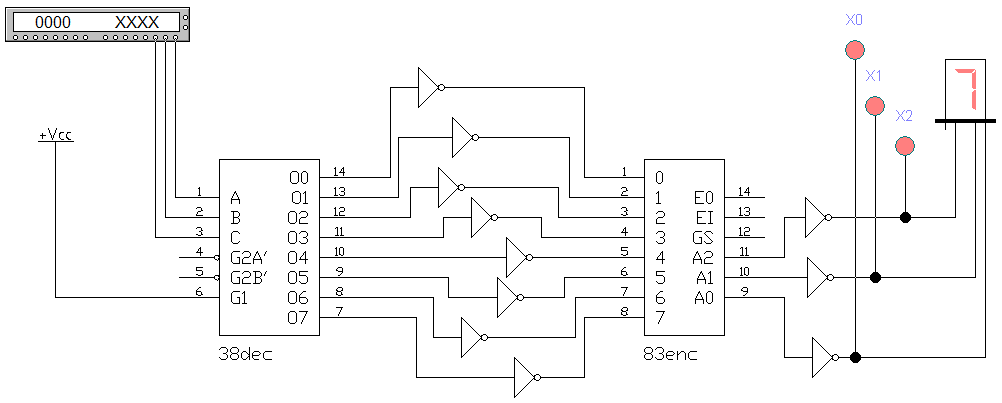 0000 XXXX
X0
X1
X2
+Vcc
1 A
2 B
3 C
4 G2A'
5 G2B'
6 G1
O0 14
O1 13
O2 12
O3 11
O4 10
O5 9
O6 8
O7 7
38dec
1 0
2 1
3 2
4 3
5 4
6 5
7 6
8 7
E0 14
EI 13
GS 12
A2 11
A1 10
A0 9
83enc
7